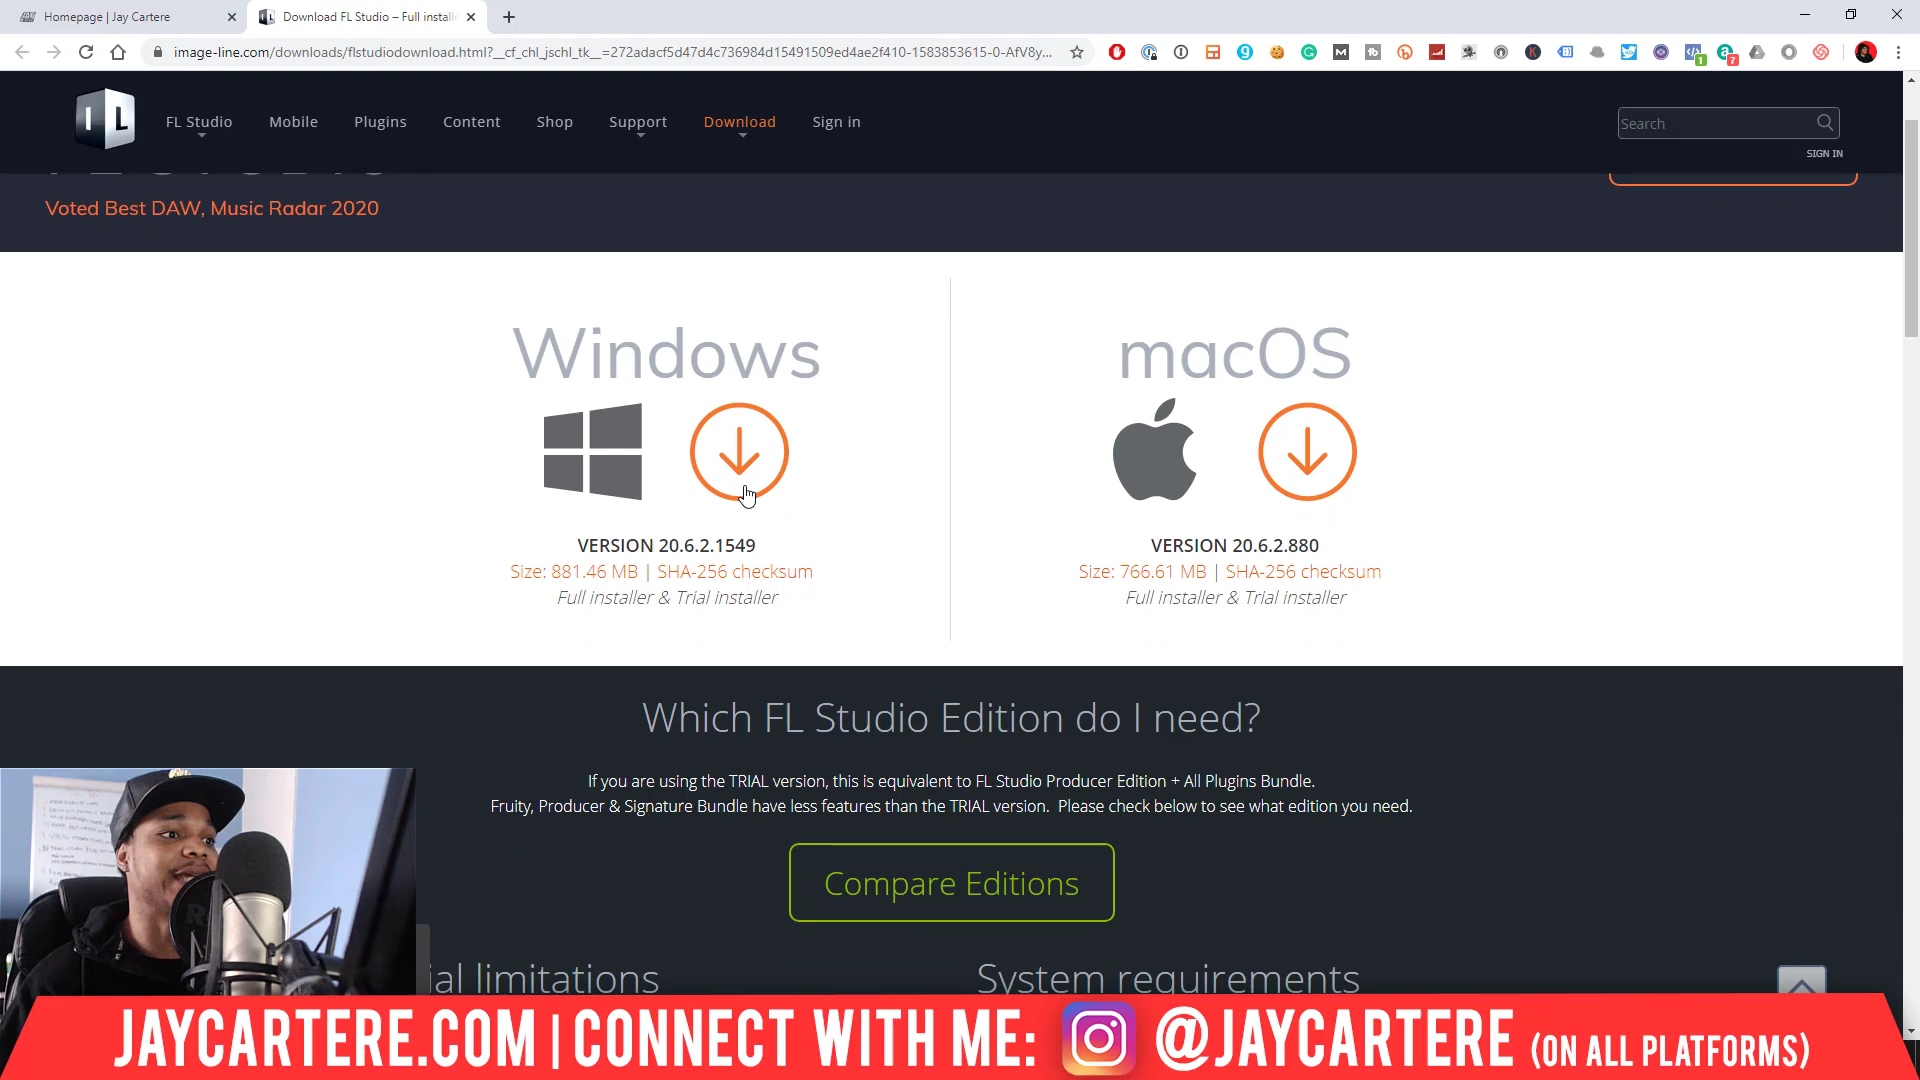 Homepage | Jay Cartere
Download FL Studio – Full install
image-line.com/downloads/flstudiodownload.html?__cf_chl_jschl_tk__=272adacf5d47d4c736984d15491509ed4ae2f410-1583853615-0-AfV8y...
IL
FL Studio
Mobile
Plugins
Content
Shop
Support
Download
Sign in
Search
SIGN IN
Voted Best DAW, Music Radar 2020
Windows
VERSION 20.6.2.1549
Size: 881.46 MB | SHA-256 checksum
Full installer & Trial installer
macOS
VERSION 20.6.2.880
Size: 766.61 MB | SHA-256 checksum
Full installer & Trial installer
Which FL Studio Edition do I need?
If you are using the TRIAL version, this is equivalent to FL Studio Producer Edition + All Plugins Bundle.
Fruity, Producer & Signature Bundle have less features than the TRIAL version. Please check below to see what edition you need.
Compare Editions
ial limitations
System requirements
JAYCARTERE.COM | CONNECT WITH ME: @JAYCARTERE (ON ALL PLATFORMS)